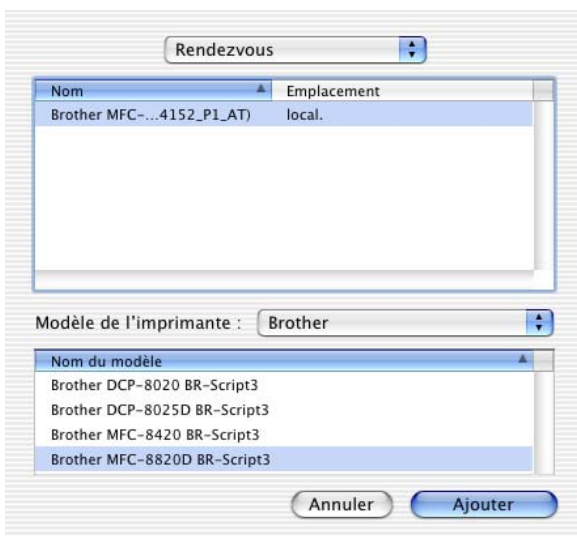 Rendezvous
Nom Emplacement
Brother MFC-...4152_P1_AT) local.
Modèle de l'imprimante : Brother
Nom du modèle
Brother DCP-8020 BR-Script3
Brother DCP-8025D BR-Script3
Brother MFC-8420 BR-Script3
Brother MFC-8820D BR-Script3
Annuler Ajouter